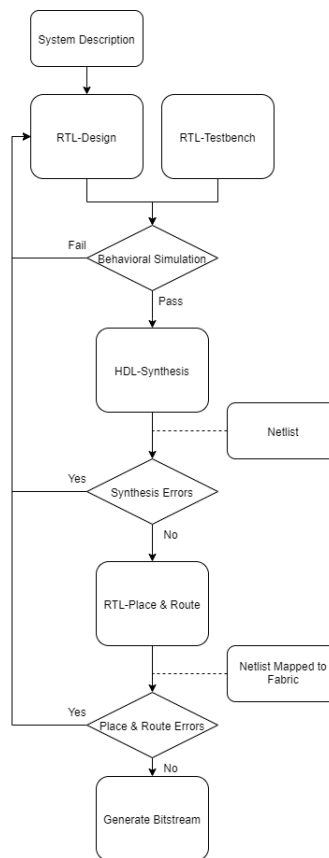 System Description
RTL-Design
RTL-Testbench
Fail
Behavioral Simulation
Pass
HDL-Synthesis
Netlist
Yes
Synthesis Errors
No
RTL-Place & Route
Netlist Mapped to
Fabric
Yes
Place & Route Errors
No
Generate Bitstream